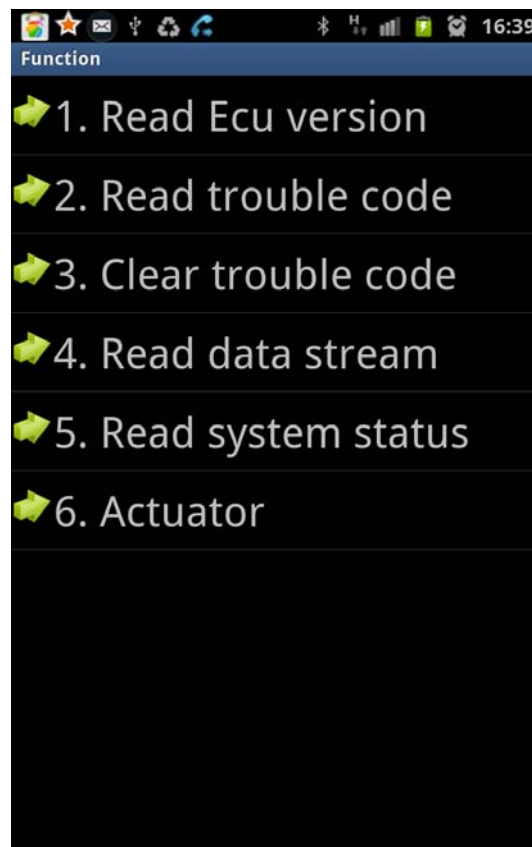 H
16:39
Function
1. Read Ecu version
2. Read trouble code
3. Clear trouble code
4. Read data stream
5. Read system status
6. Actuator